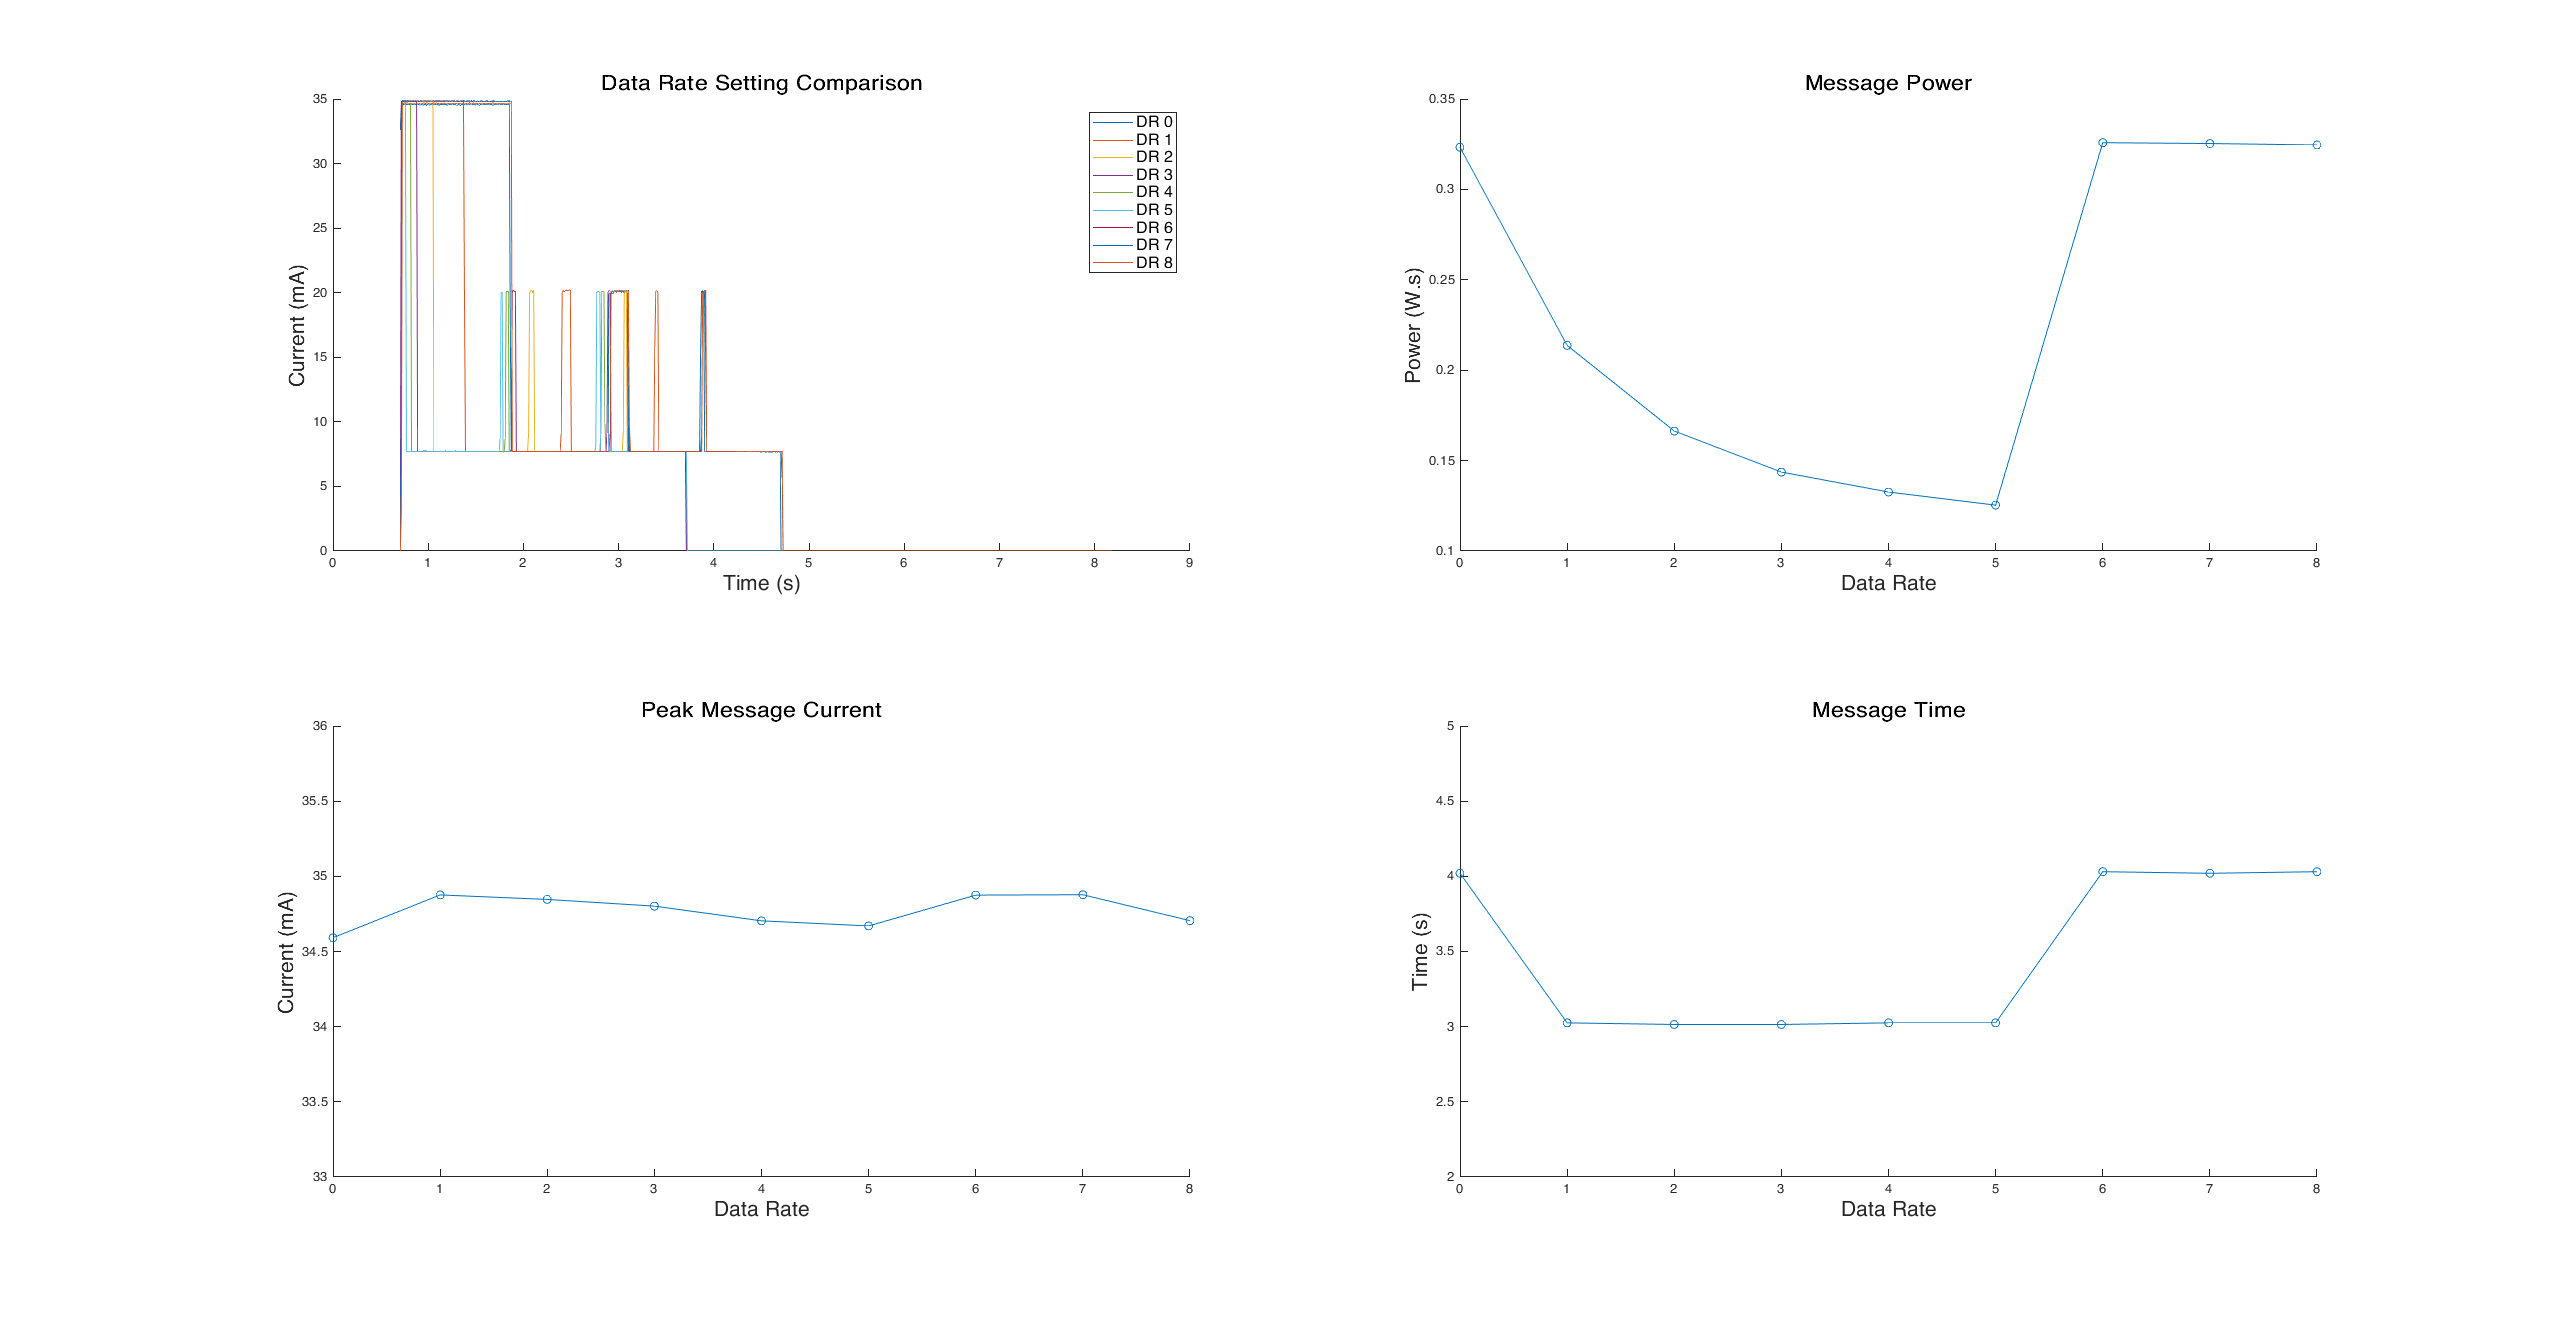 Data Rate Setting Comparison
35
30
25
20
15
10
5
0
Current (mA)
0 1 2 3 4 5 6 7 8 9
Time (s)
DR 0
DR 1
DR 2
DR 3
DR 4
DR 5
DR 6
DR 7
DR 8
Message Power
0.35
0.3
0.25
0.2
0.15
0.1
Power (W.s)
0 1 2 3 4 5 6 7 8
Data Rate
Peak Message Current
36
35.5
35
34.5
34
33.5
33
Current (mA)
0 1 2 3 4 5 6 7 8
Data Rate
Message Time
5
4.5
4
3.5
3
2.5
2
Time (s)
0 1 2 3 4 5 6 7 8
Data Rate